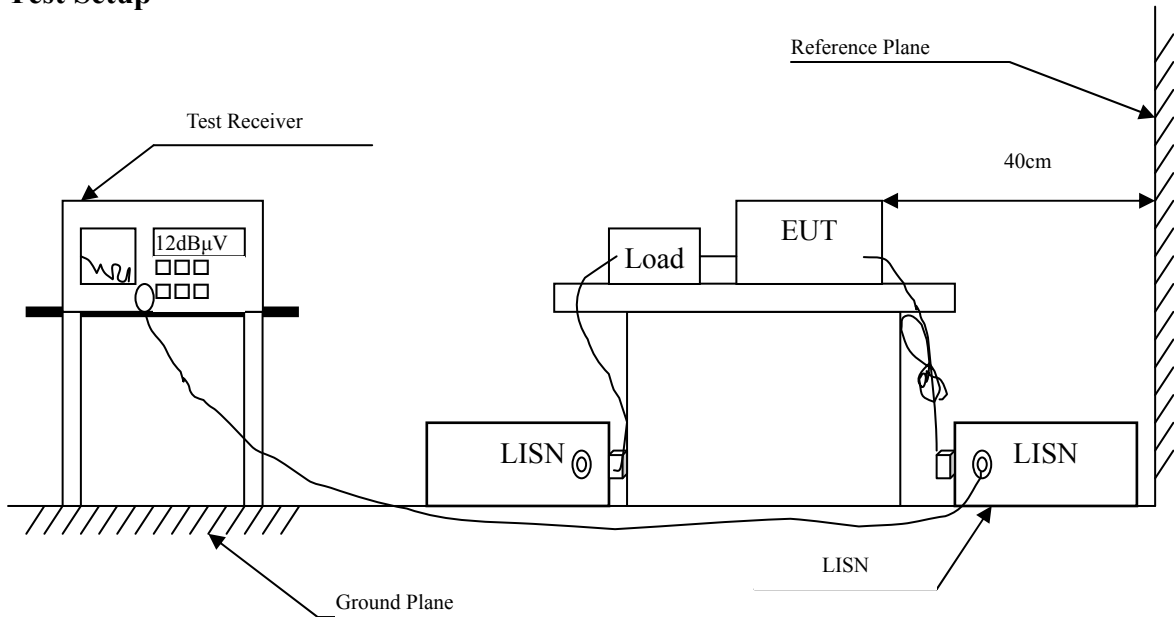 Test Setup
Reference Plane
Test Receiver
40cm
12dBμV
EUT
Load
LISN
LISN
LISN
Ground Plane